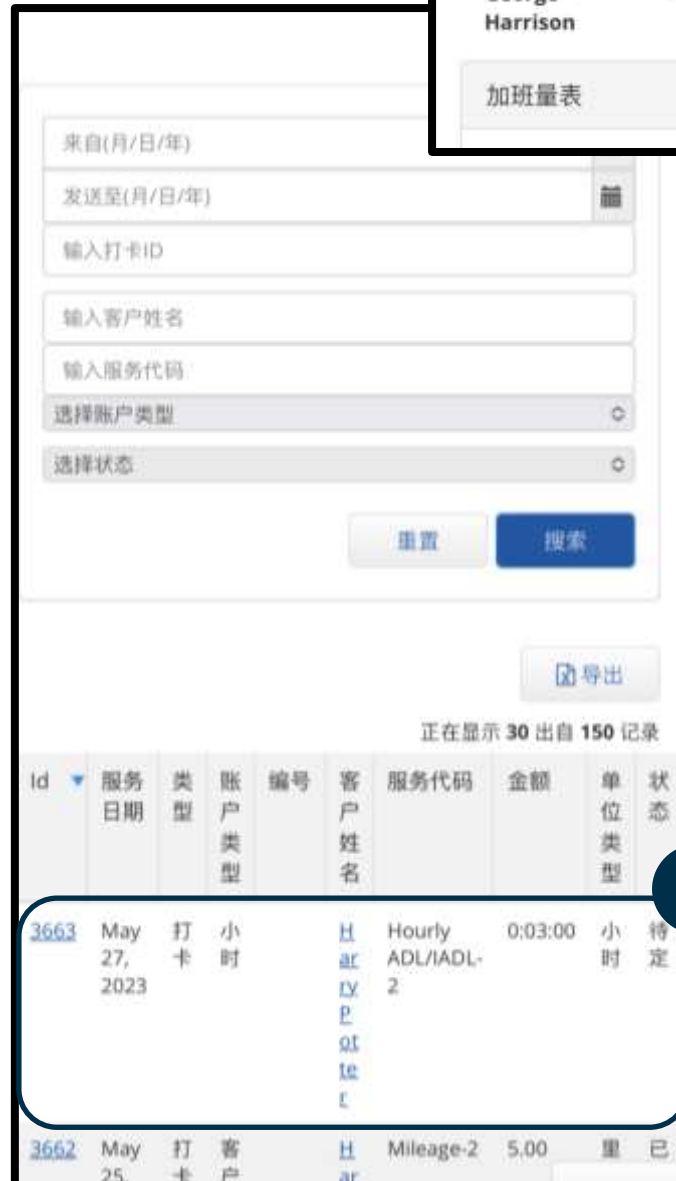 Harrison
加班量表
来自(月/日/年)
发送至(月/日/年)
输入打卡ID
输入客户姓名
输入服务代码
选择账户类型
选择状态
重置 搜索
导出
正在显示 30 出自 150 记录
Id 服务日期 类型 账户类型 编号 客户姓名 服务代码 金额 单位类型 状态
3663 May 27, 2023 打卡 小时 Harry Potter Hourly ADL/IADL-2 0:03:00 小时 待定
3662 May 25, 打卡 客户 Har Mileage-2 5.00 里 已